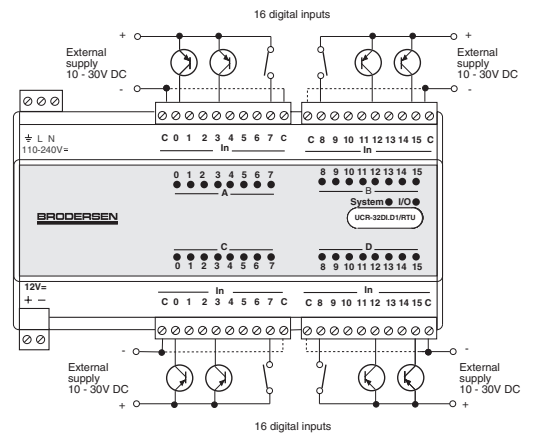 16 digital inputs
+
+
External
supply
10 - 30V DC
External
supply
10 - 30V DC
-
-
⏚ L N
110-240V=
C 0 1 2 3 4 5 6 7 C
In
C 8 9 10 11 12 13 14 15 C
In
0 1 2 3 4 5 6 7
A
8 9 10 11 12 13 14 15
B
System I/O
UCR-32DI.D1/RTU
BRODERSEN
C
0 1 2 3 4 5 6 7
D
8 9 10 11 12 13 14 15
12V=
+ -
In
C 0 1 2 3 4 5 6 7 C
In
C 8 9 10 11 12 13 14 15 C
-
-
External
supply
10 - 30V DC
External
supply
10 - 30V DC
+
+
16 digital inputs